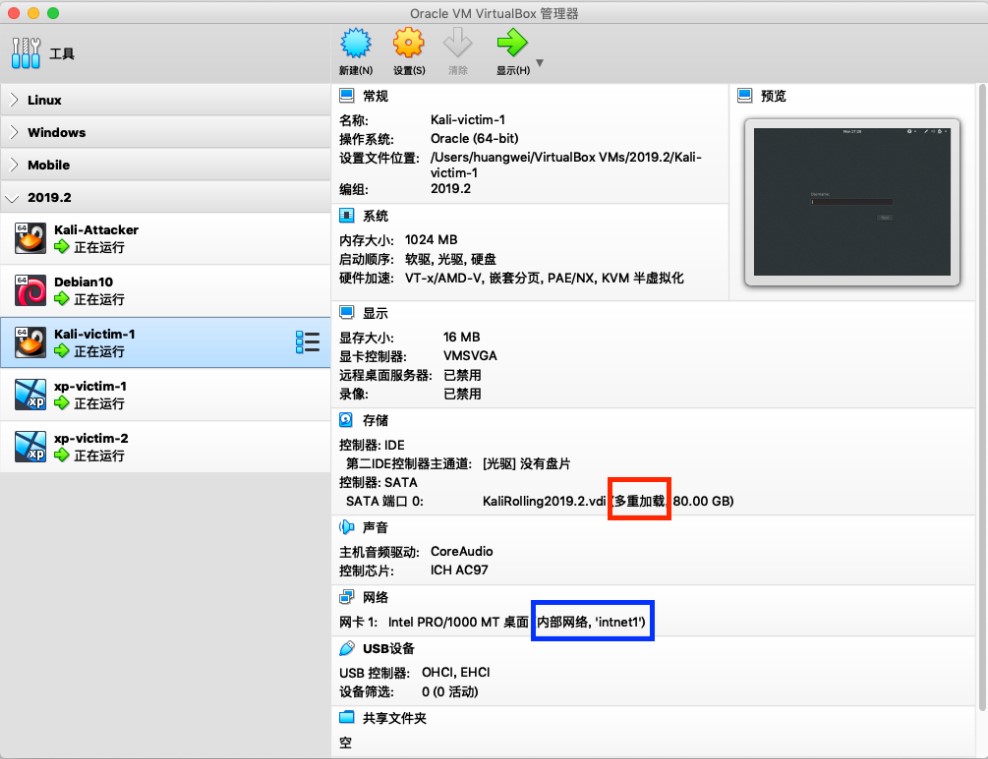 Oracle VM VirtualBox 管理器
工具
新建(N)
设置(S)
清除
显示(H)
Linux
Windows
Mobile
2019.2
64
Kali-Attacker
正在运行
64
Debian10
正在运行
64
Kali-victim-1
正在运行
xp
xp-victim-1
正在运行
xp
xp-victim-2
正在运行
常规
名称: Kali-victim-1
操作系统: Oracle (64-bit)
设置文件位置: /Users/huangwei/VirtualBox VMs/2019.2/Kali-
victim-1
编组: 2019.2
预览
系统
内存大小: 1024 MB
启动顺序: 软驱, 光驱, 硬盘
硬件加速: VT-x/AMD-V, 嵌套分页, PAE/NX, KVM 半虚拟化
显示
显存大小: 16 MB
显卡控制器: VMSVGA
远程桌面服务器: 已禁用
录像: 已禁用
存储
控制器: IDE
第二IDE控制器主通道: [光驱] 没有盘片
控制器: SATA
SATA 端口 0: KaliRolling2019.2.vdi (多重加载, 80.00 GB)
声音
主机音频驱动: CoreAudio
控制芯片: ICH AC97
网络
网卡 1: Intel PRO/1000 MT 桌面 内部网络, 'intnet1')
USB设备
USB 控制器: OHCI, EHCI
设备筛选: 0 (0 活动)
共享文件夹
空